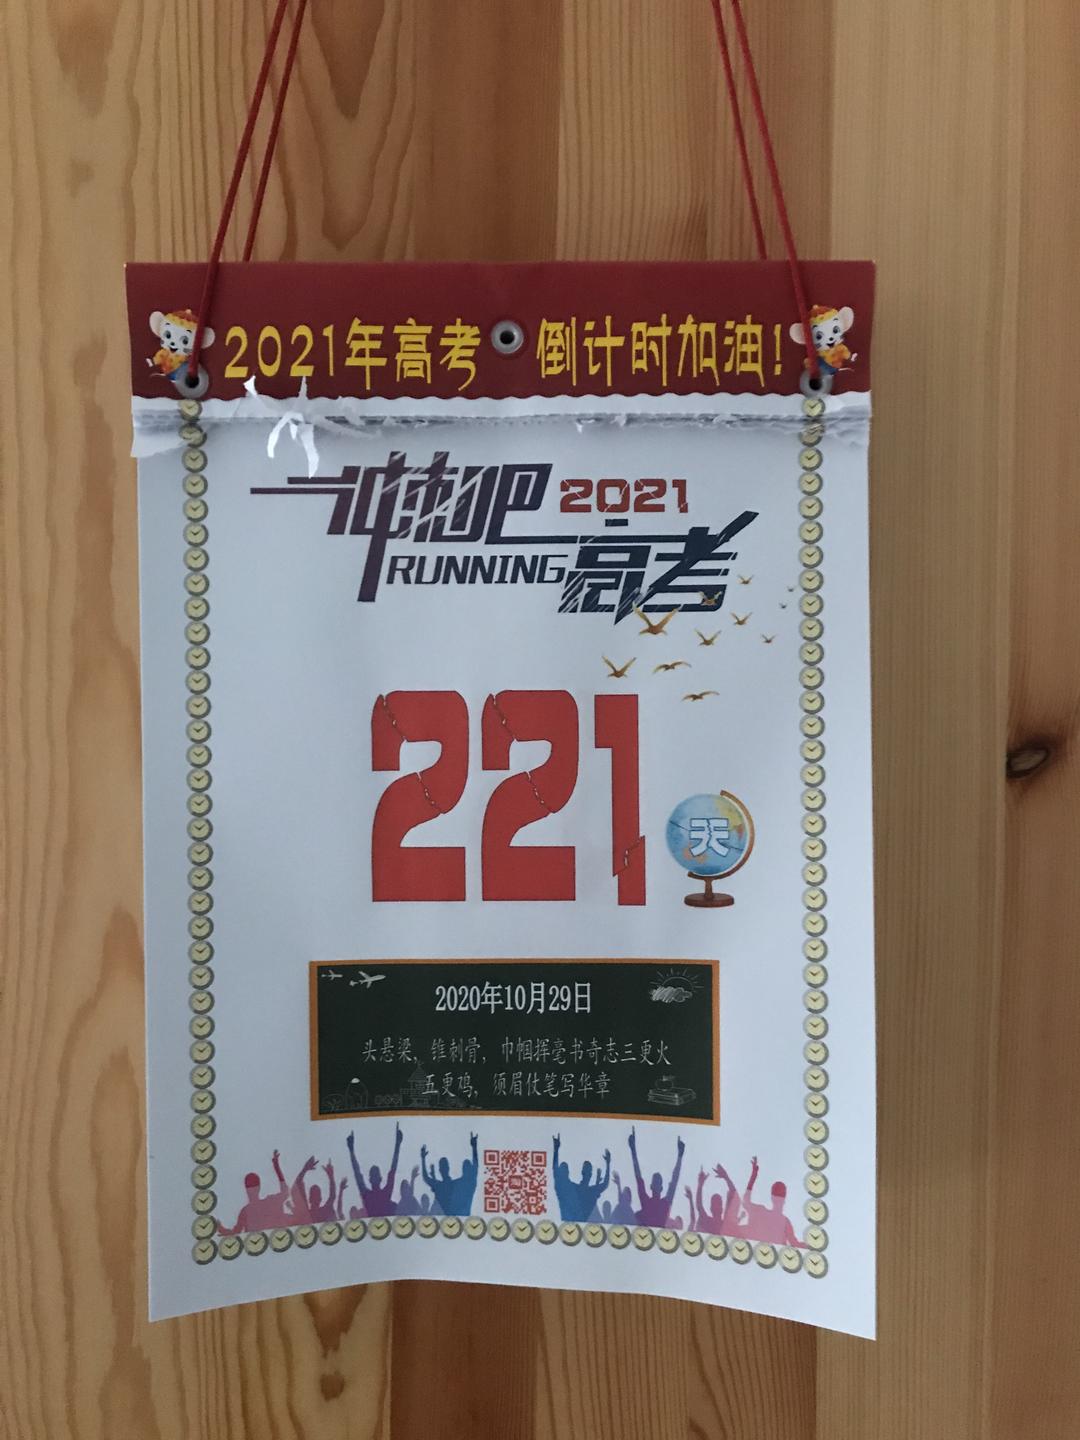 2021年高考 倒计时加油！
冲刺吧 2021
RUNNING 高考
221 天
2020年10月29日
头悬梁，锥刺骨，巾帼挥毫书奇志三更火
五更鸡，须眉仗笔写华章